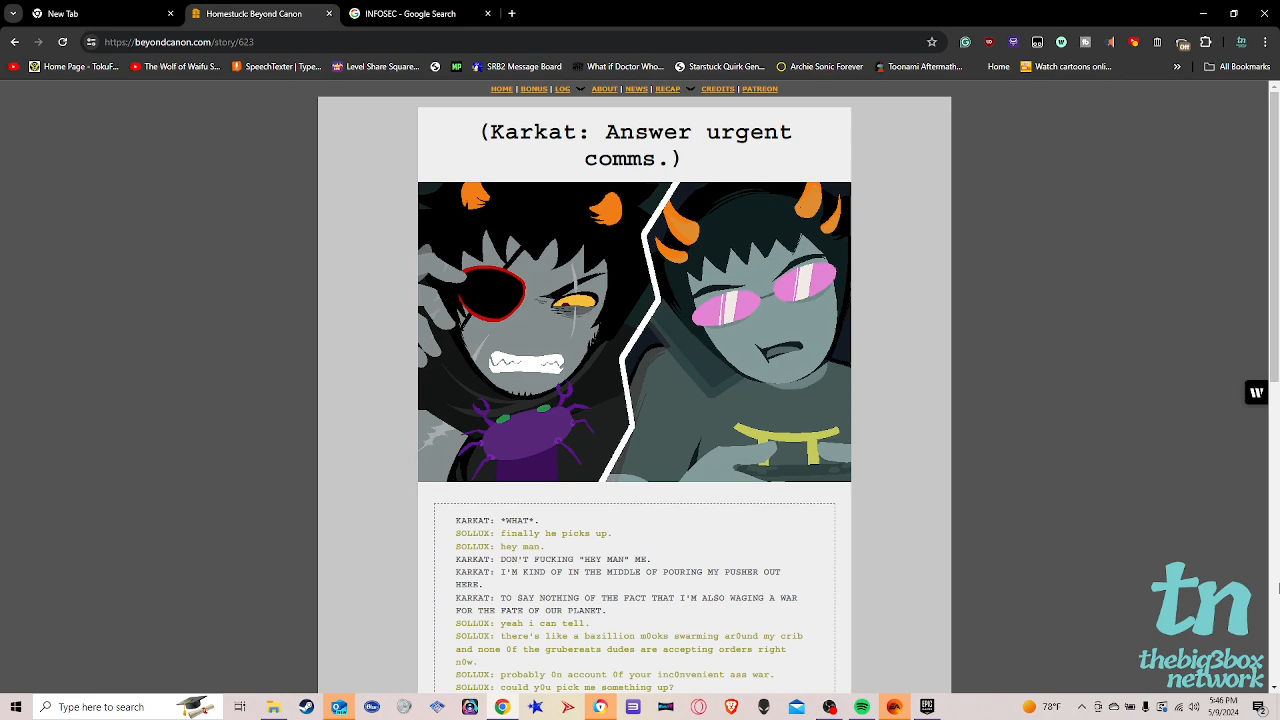 New Tab
Homestuck Beyond Canon
INFOSEC - Google Search
https://beyondcanon.com/story/623
Home Page - TokuF...
The Wolf of Waifu S...
SpeechTexter | Type...
Level Share Square...
MP
SRB2 Message Board
What if Doctor Who...
Starstuck Quirk Gen...
Archie Sonic Forever
Toonami Aftermath:...
Home
Watch cartoons onl...
»
All Bookmarks
HOME | BONUS | LOG ABOUT | NEWS | RECAP CREDITS | PATREON
(Karkat: Answer urgent
comms.)
KARKAT: *WHAT*.
SOLLUX: finally he picks up.
SOLLUX: hey man.
KARKAT: DON'T FUCKING "HEY MAN" ME.
KARKAT: I'M KIND OF IN THE MIDDLE OF POURING MY PUSHER OUT
HERE.
KARKAT: TO SAY NOTHING OF THE FACT THAT I'M ALSO WAGING A WAR
FOR THE FATE OF OUR PLANET.
SOLLUX: yeah i can tell.
SOLLUX: there's like a bazillion m0oks swarming ar0und my crib
and none 0f the grubereats dudes are accepting orders right
n0w.
SOLLUX: probably 0n account 0f your inc0nvenient ass war.
SOLLUX: could y0u pick me something up?
tn
thebig3box
network
Type here to search
78°F
5:46 PM
5/9/2024